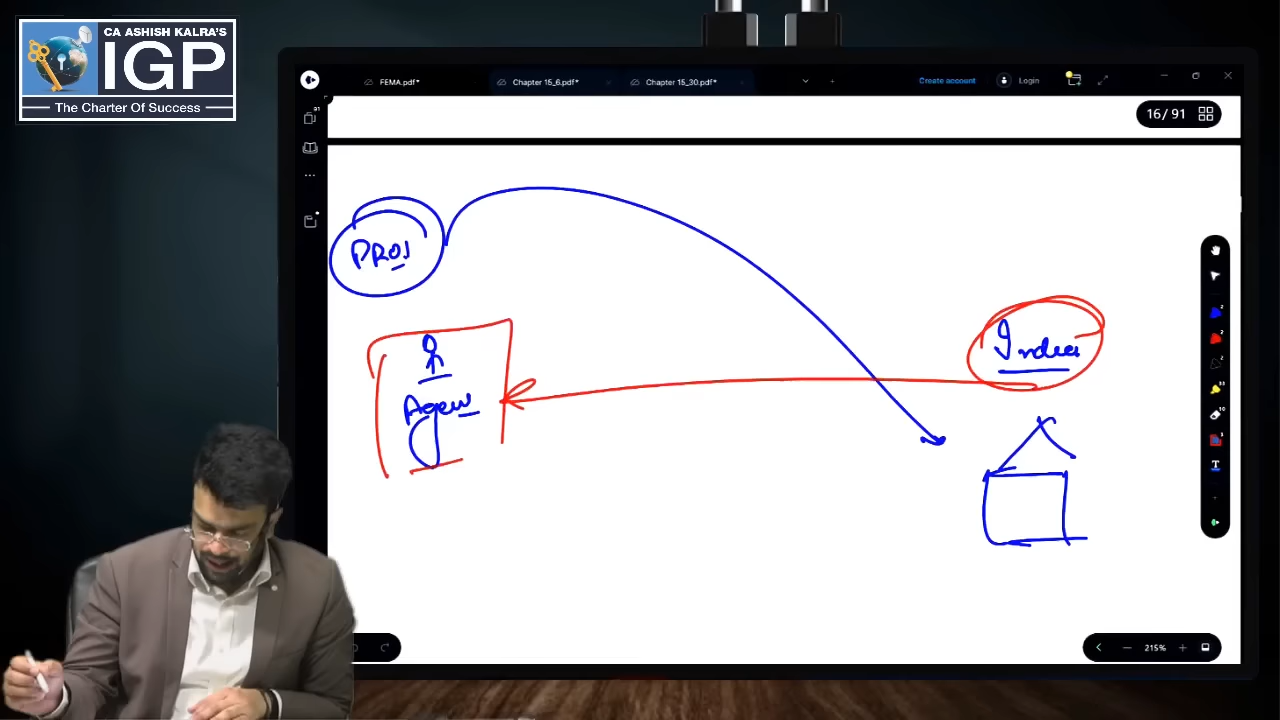 CA ASHISH KALRA'S
IGP
The Charter Of Success
FEMA.pdf*
Chapter 15_6.pdf*
Chapter 15_30.pdf*
Create account
Login
91
16/ 91
PROI
India
Agent
215%